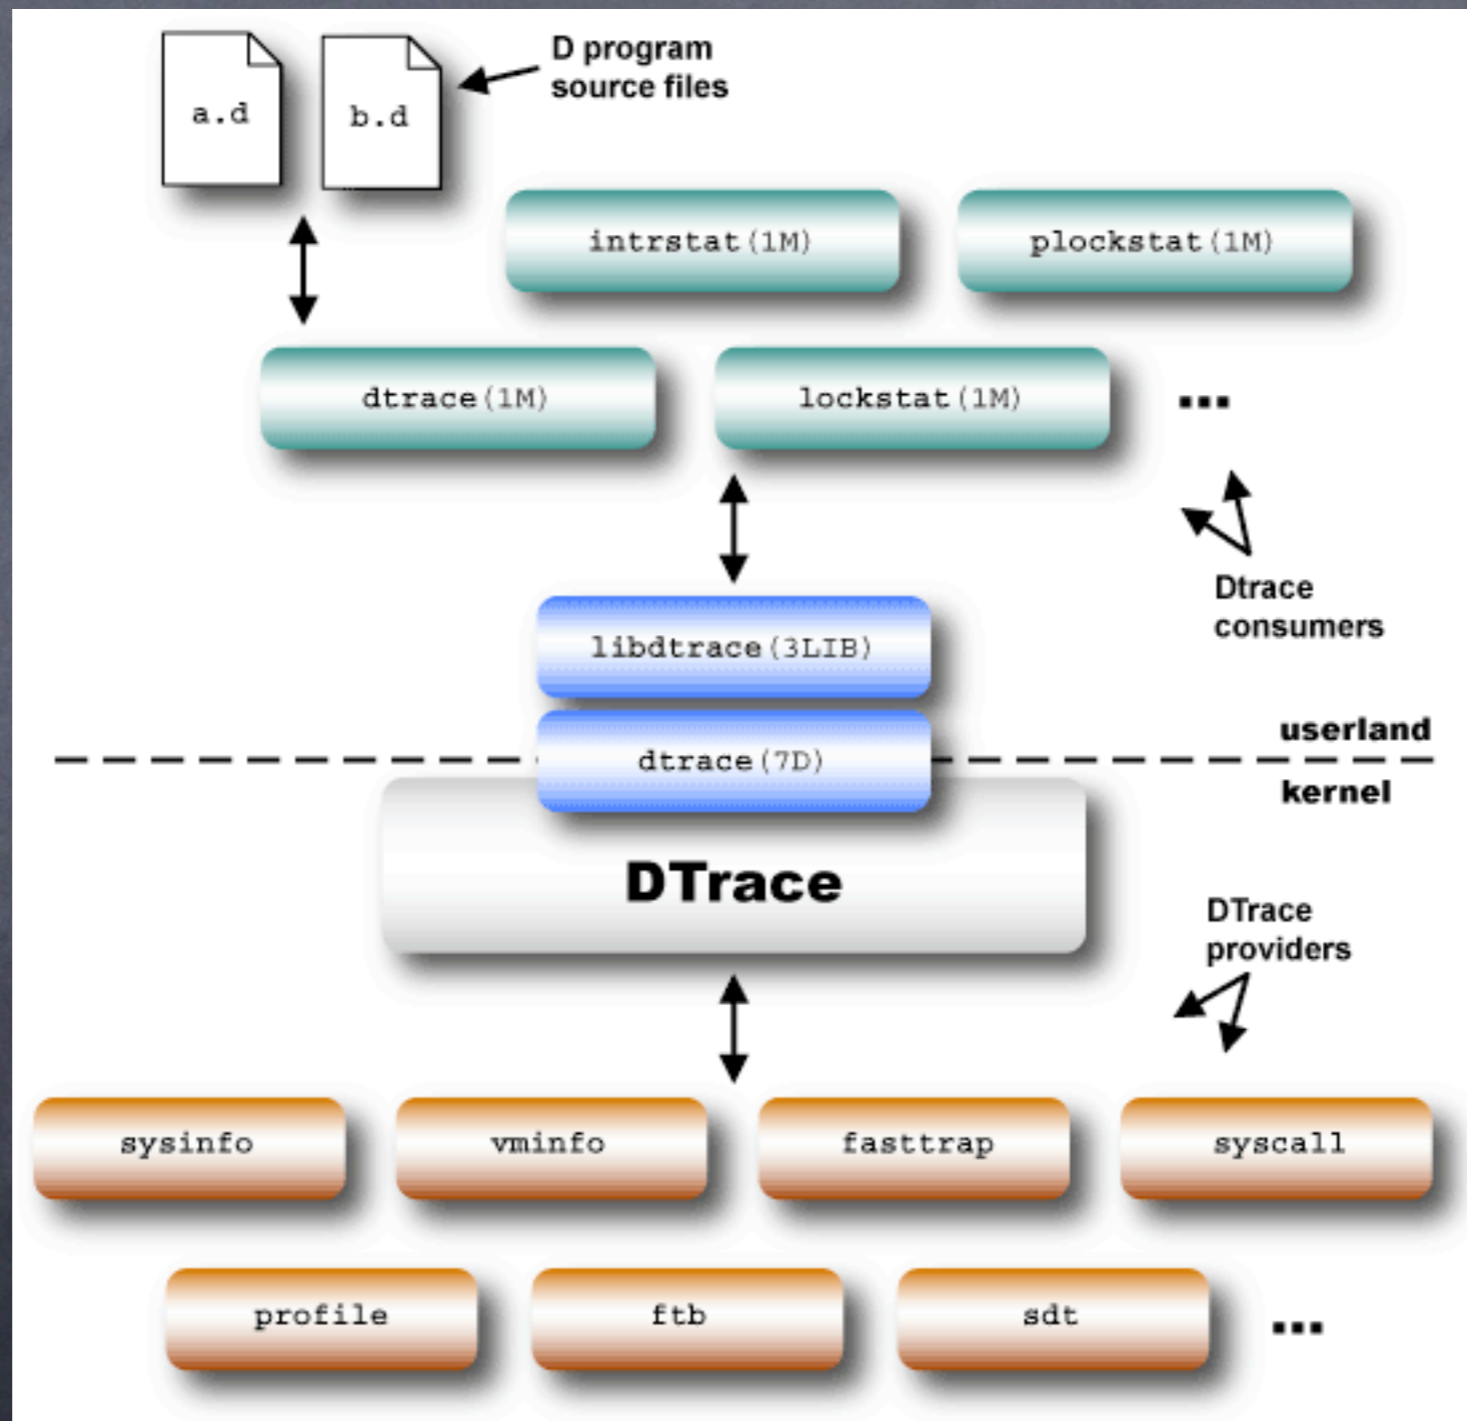 D program
source files
a.d
b.d
intrstat(1M)
plockstat(1M)
dtrace(1M)
lockstat(1M)
...
Dtrace
consumers
libdtrace(3LIB)
userland
dtrace(7D)
kernel
DTrace
DTrace
providers
sysinfo
vminfo
fasttrap
syscall
profile
ftb
sdt
...